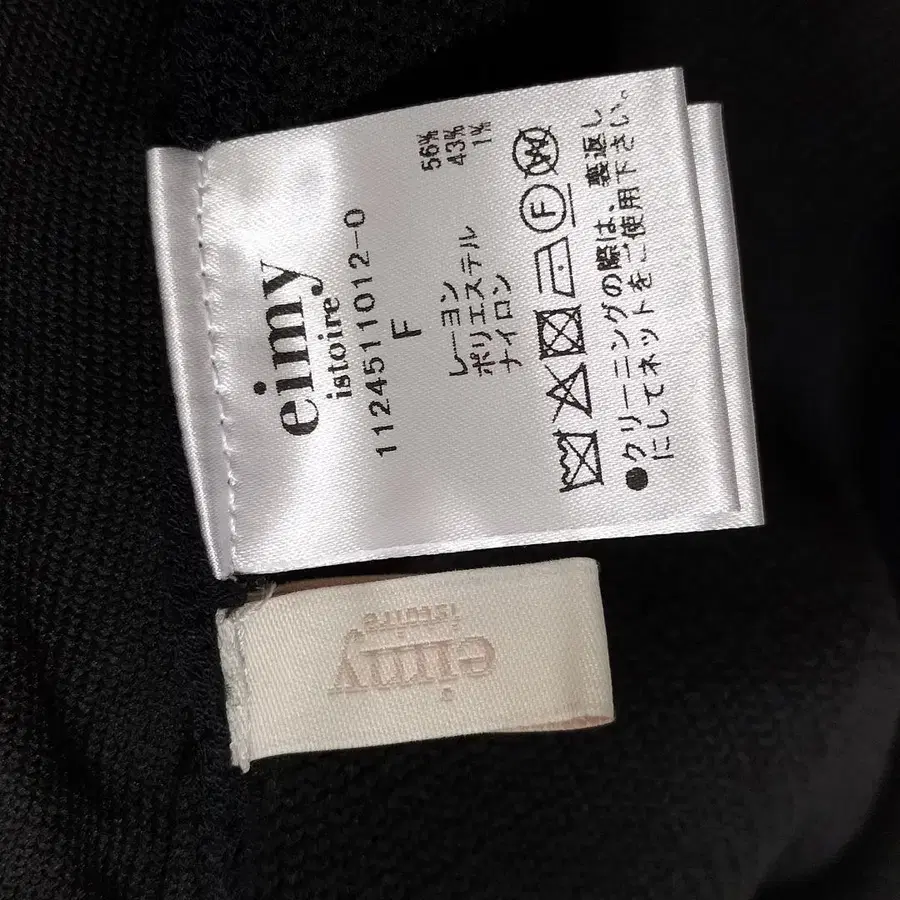 eimy
istoire
112451011012-0
F
レーヨン 56%
ポリエステル 43%
ナイロン 1%
F
W
●クリーニングの際は、裏返し
にしてネットをご使用下さい。
eimy
istoire